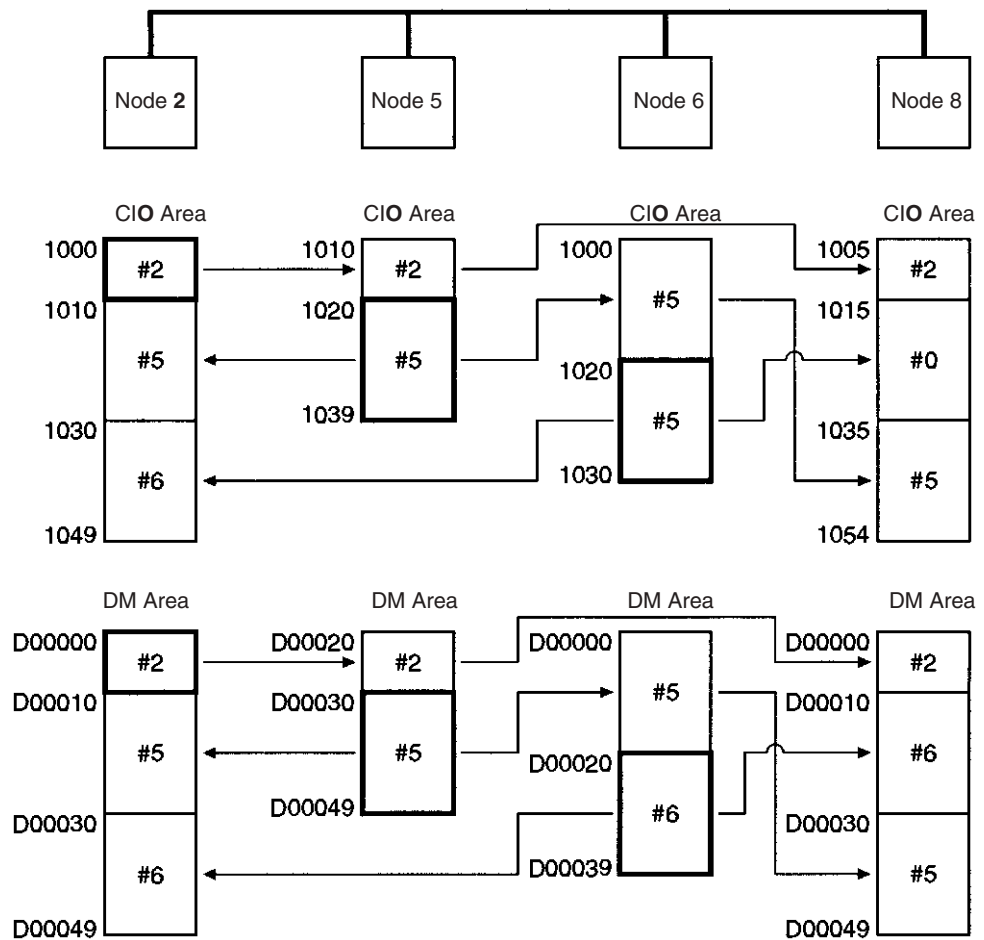 Node 2 Node 5 Node 6 Node 8
CIO Area CIO Area CIO Area CIO Area
1000 #2 1010 #2 1000 #5 1005 #2
1010 #5 1020 #5 1020 #5 1015 #0
1030 #6 1039 1030 1035 #5
1049 1054
DM Area DM Area DM Area DM Area
D00000 #2 D00020 #2 D00000 #5 D00000 #2
D00010 #5 D00030 #5 D00020 #6 D00010 #6
D00030 #6 D00049 D00039 D00030 #5
D00049 D00049